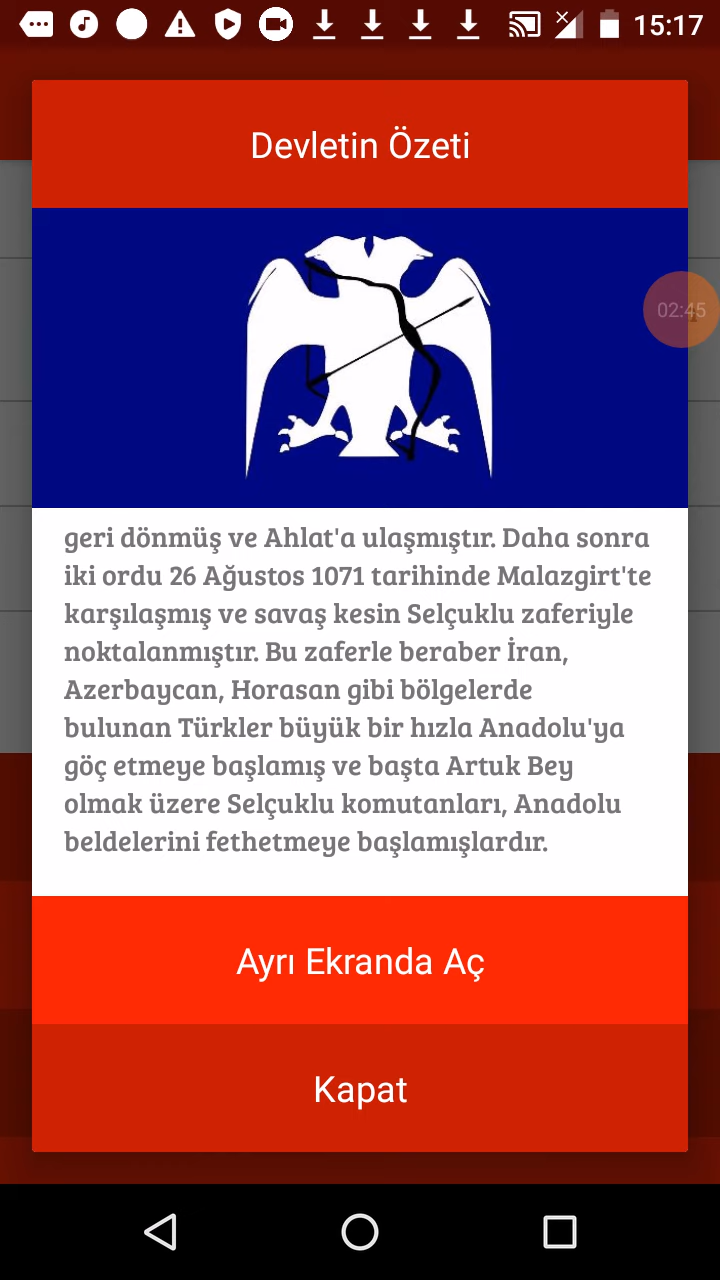 15:17
Devletin Özeti
02:45
geri dönmüş ve Ahlat'a ulaşmıştır. Daha sonra
iki ordu 26 Ağustos 1071 tarihinde Malazgirt'te
karşılaşmış ve savaş kesin Selçuklu zaferiyle
noktalanmıştır. Bu zaferle beraber İran,
Azerbaycan, Horasan gibi bölgelerde
bulunan Türkler büyük bir hızla Anadolu'ya
göç etmeye başlamış ve başta Artuk Bey
olmak üzere Selçuklu komutanları, Anadolu
beldelerini fethetmeye başlamışlardır.
Ayrı Ekranda Aç
Kapat